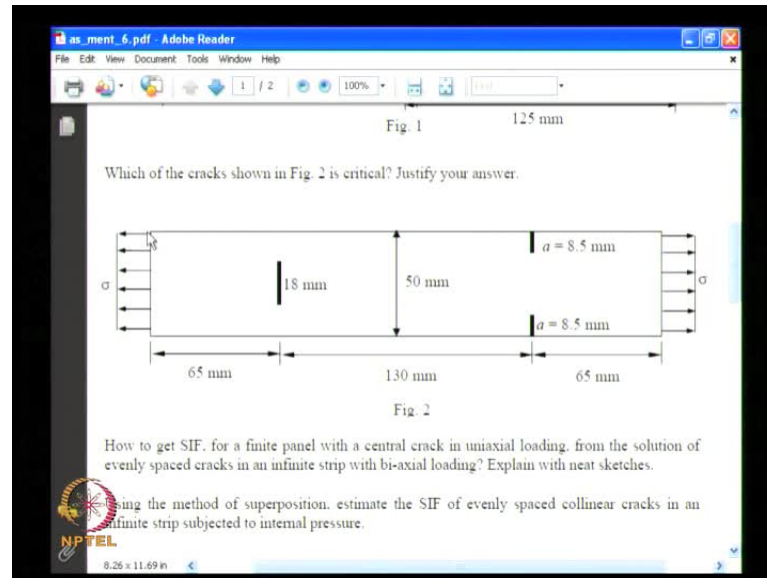 as_ment_6.pdf - Adobe Reader
File Edit View Document Tools Window Help
1 / 2 100%
125 mm
Fig. 1
Which of the cracks shown in Fig. 2 is critical? Justify your answer.
a = 8.5 mm
σ 18 mm 50 mm σ
a = 8.5 mm
65 mm 130 mm 65 mm
Fig. 2
How to get SIF, for a finite panel with a central crack in uniaxial loading, from the solution of
evenly spaced cracks in an infinite strip with bi-axial loading? Explain with neat sketches.
sing the method of superposition, estimate the SIF of evenly spaced collinear cracks in an
nfinite strip subjected to internal pressure.
NPTEL
8.26 x 11.69 in